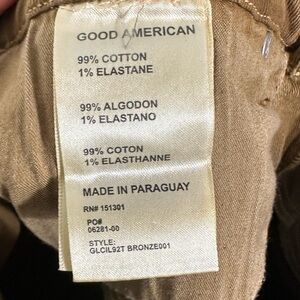 GOOD AMERICAN
99% COTTON
1% ELASTANE
99% ALGODON
1% ELASTANO
99% COTON
1% ELASTHANNE
MADE IN PARAGUAY
RN# 151301
PO#
06281-00
STYLE:
GLCIL92T BRONZE001